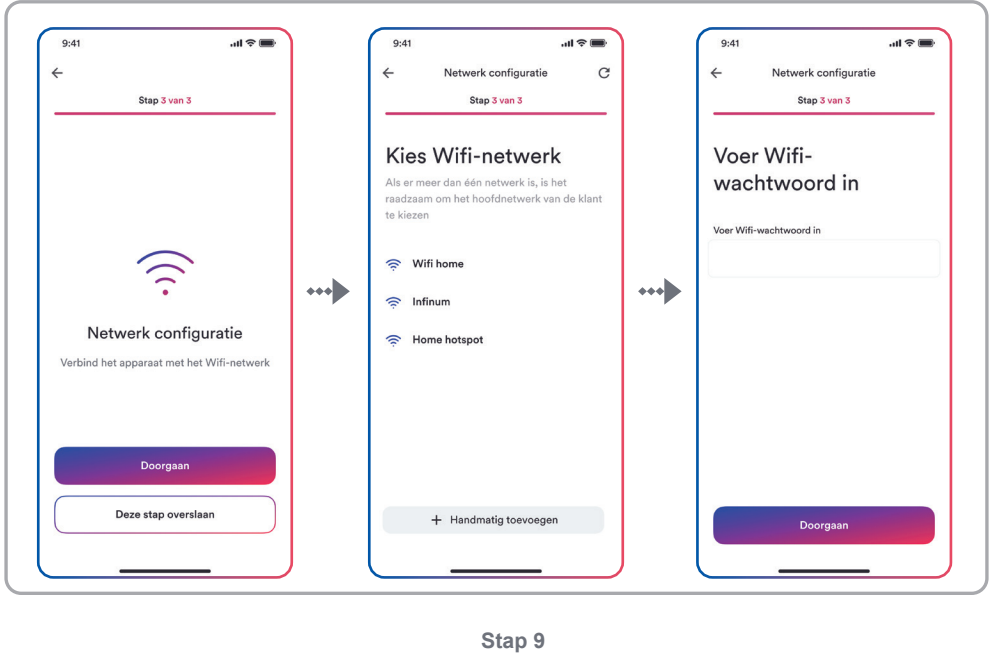 9:41
Stap 3 van 3
Netwerk configuratie
Verbind het apparaat met het Wifi-netwerk
Doorgaan
Deze stap overslaan
9:41
Netwerk configuratie
Stap 3 van 3
Kies Wifi-netwerk
Als er meer dan één netwerk is, is het
raadzaam om het hoofdnetwerk van de klant
te kiezen
Wifi home
Infinum
Home hotspot
+ Handmatig toevoegen
9:41
Netwerk configuratie
Stap 3 van 3
Voer Wifi-
wachtwoord in
Voer Wifi-wachtwoord in
Doorgaan
Stap 9